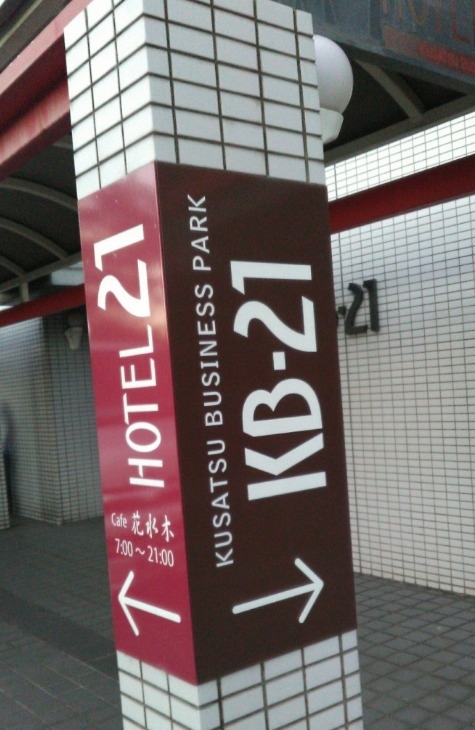 HOTEL 21
Cafe 花水木
7:00～21:00
KUSATSU BUSINESS PARK
KB-21
-21